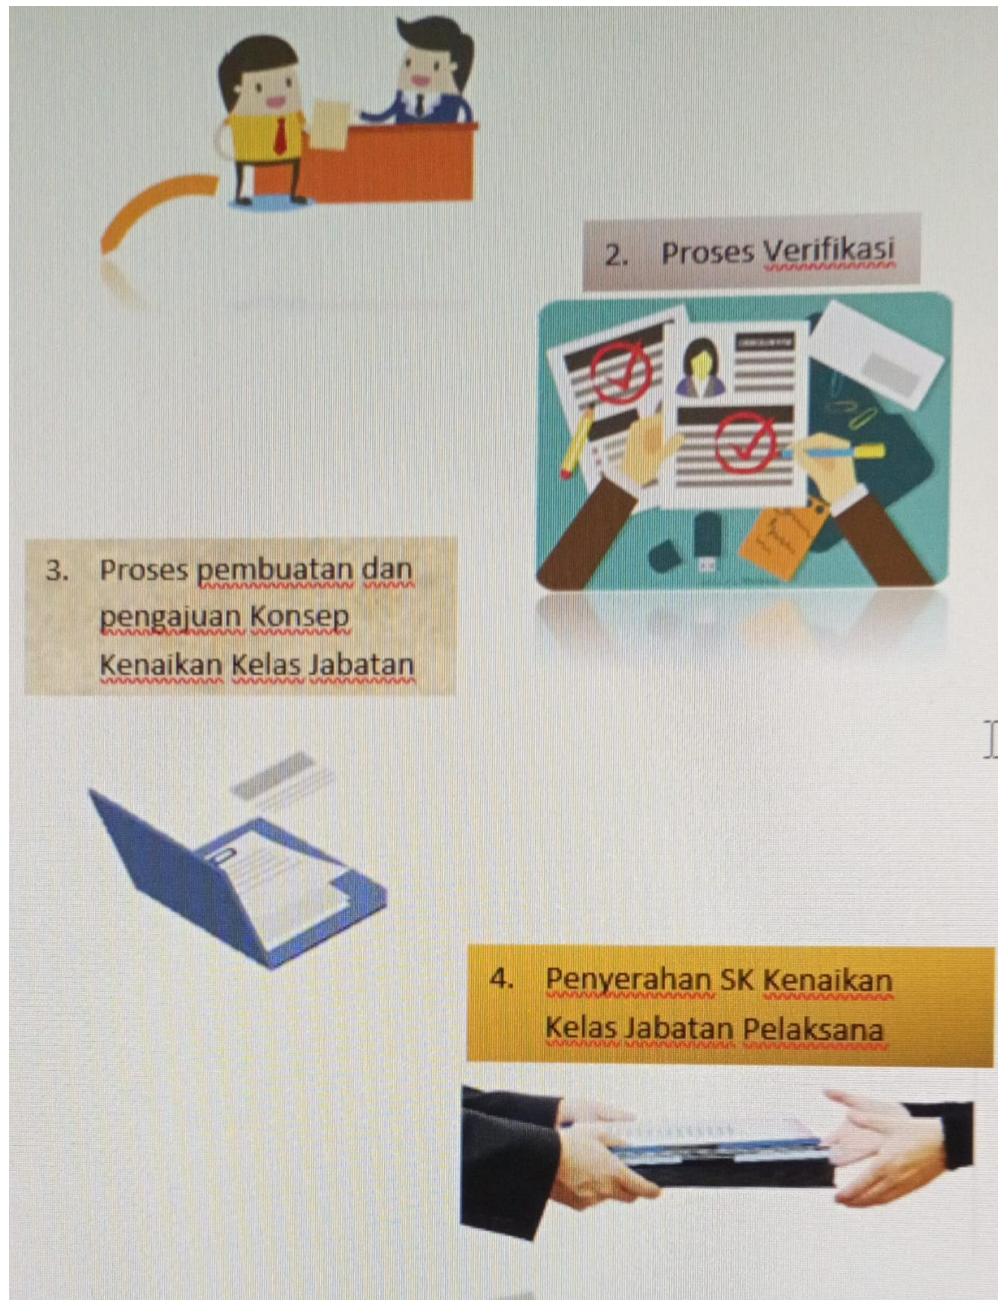 2. Proses Verifikasi
3. Proses pembuatan dan
pengajuan Konsep
Kenaikan Kelas Jabatan
4. Penyerahan SK Kenaikan
Kelas Jabatan Pelaksana